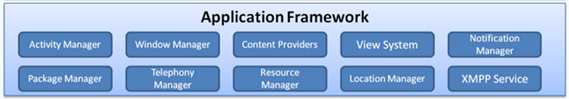 Application Framework
Activity Manager
Window Manager
Content Providers
View System
Notification
Manager
Package Manager
Telephony
Manager
Resource
Manager
Location Manager
XMPP Service